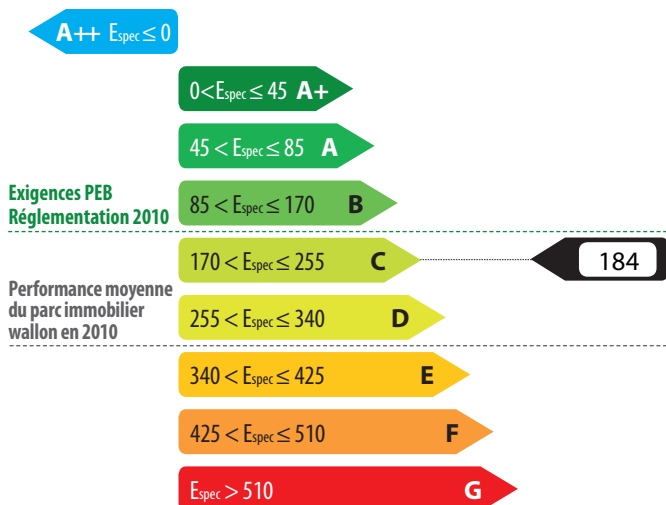 A++ Espec ≤ 0
0<Espec ≤ 45 A+
45 < Espec ≤ 85 A
Exigences PEB
Réglementation 2010
85 < Espec ≤ 170 B
170 < Espec ≤ 255 C
184
Performance moyenne
du parc immobilier
wallon en 2010
255 < Espec ≤ 340 D
340 < Espec ≤ 425 E
425 < Espec ≤ 510 F
Espec > 510 G